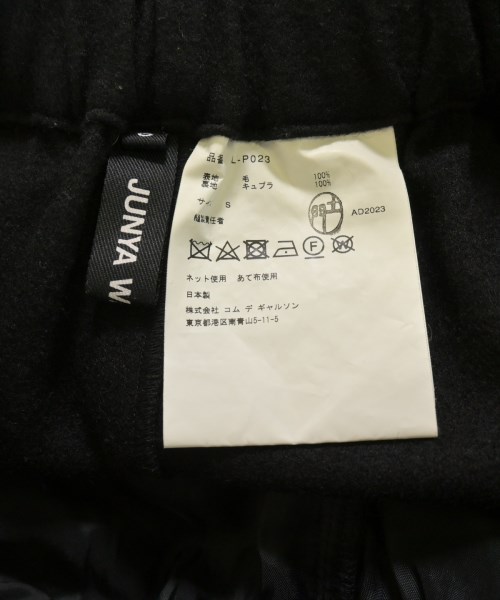 JUNYA W
品番 L-P023
表地 毛 100%
裏地 キュプラ 100%
サイズ S
AD2023
ネット使用 あて布使用
日本製
株式会社 コム デ ギャルソン
東京都港区南青山5-11-5